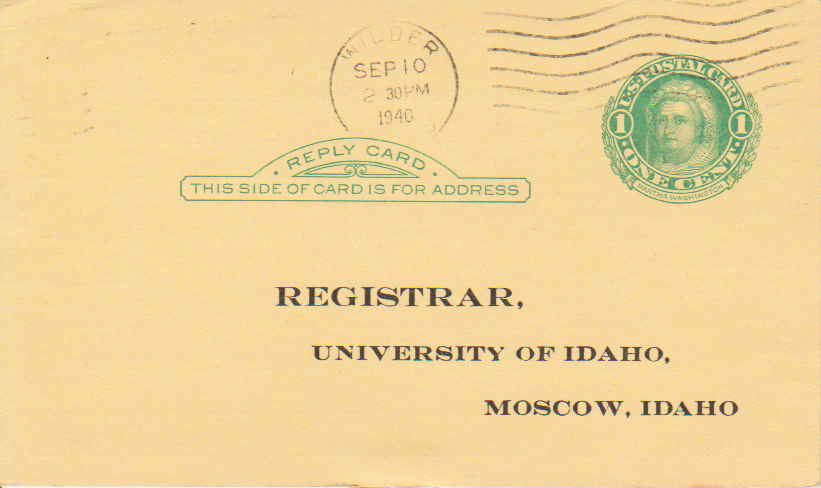 WILDER
SEP 10
2 30 PM
1940
U.S. POSTAL CARD
1 1
ONE CENT
MARTHA WASHINGTON
REPLY CARD
THIS SIDE OF CARD IS FOR ADDRESS
REGISTRAR,
UNIVERSITY OF IDAHO,
MOSCOW, IDAHO